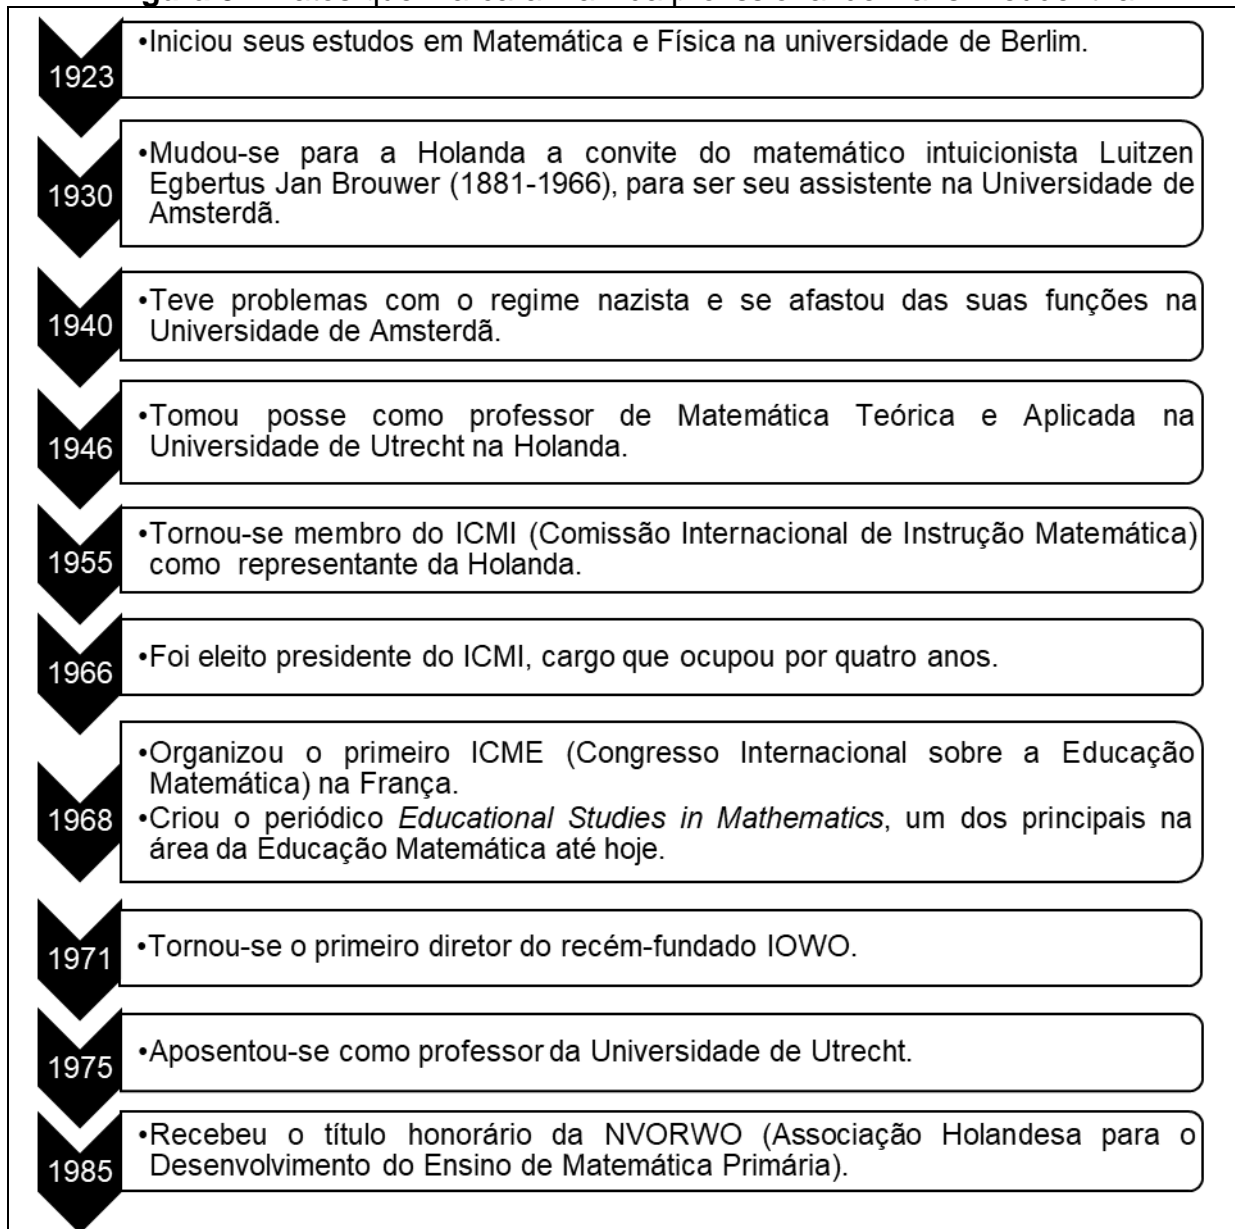 1923
•Iniciou seus estudos em Matemática e Física na universidade de Berlim.
1930
•Mudou-se para a Holanda a convite do matemático intuicionista Luitzen
Egbertus Jan Brouwer (1881-1966), para ser seu assistente na Universidade de
Amsterdã.
1940
•Teve problemas com o regime nazista e se afastou das suas funções na
Universidade de Amsterdã.
1946
•Tomou posse como professor de Matemática Teórica e Aplicada na
Universidade de Utrecht na Holanda.
1955
•Tornou-se membro do ICMI (Comissão Internacional de Instrução Matemática)
como representante da Holanda.
1966
•Foi eleito presidente do ICMI, cargo que ocupou por quatro anos.
1968
•Organizou o primeiro ICME (Congresso Internacional sobre a Educação
Matemática) na França.
•Criou o periódico Educational Studies in Mathematics, um dos principais na
área da Educação Matemática até hoje.
1971
•Tornou-se o primeiro diretor do recém-fundado IOWO.
1975
•Aposentou-se como professor da Universidade de Utrecht.
1985
•Recebeu o título honorário da NVORWO (Associação Holandesa para o
Desenvolvimento do Ensino de Matemática Primária).